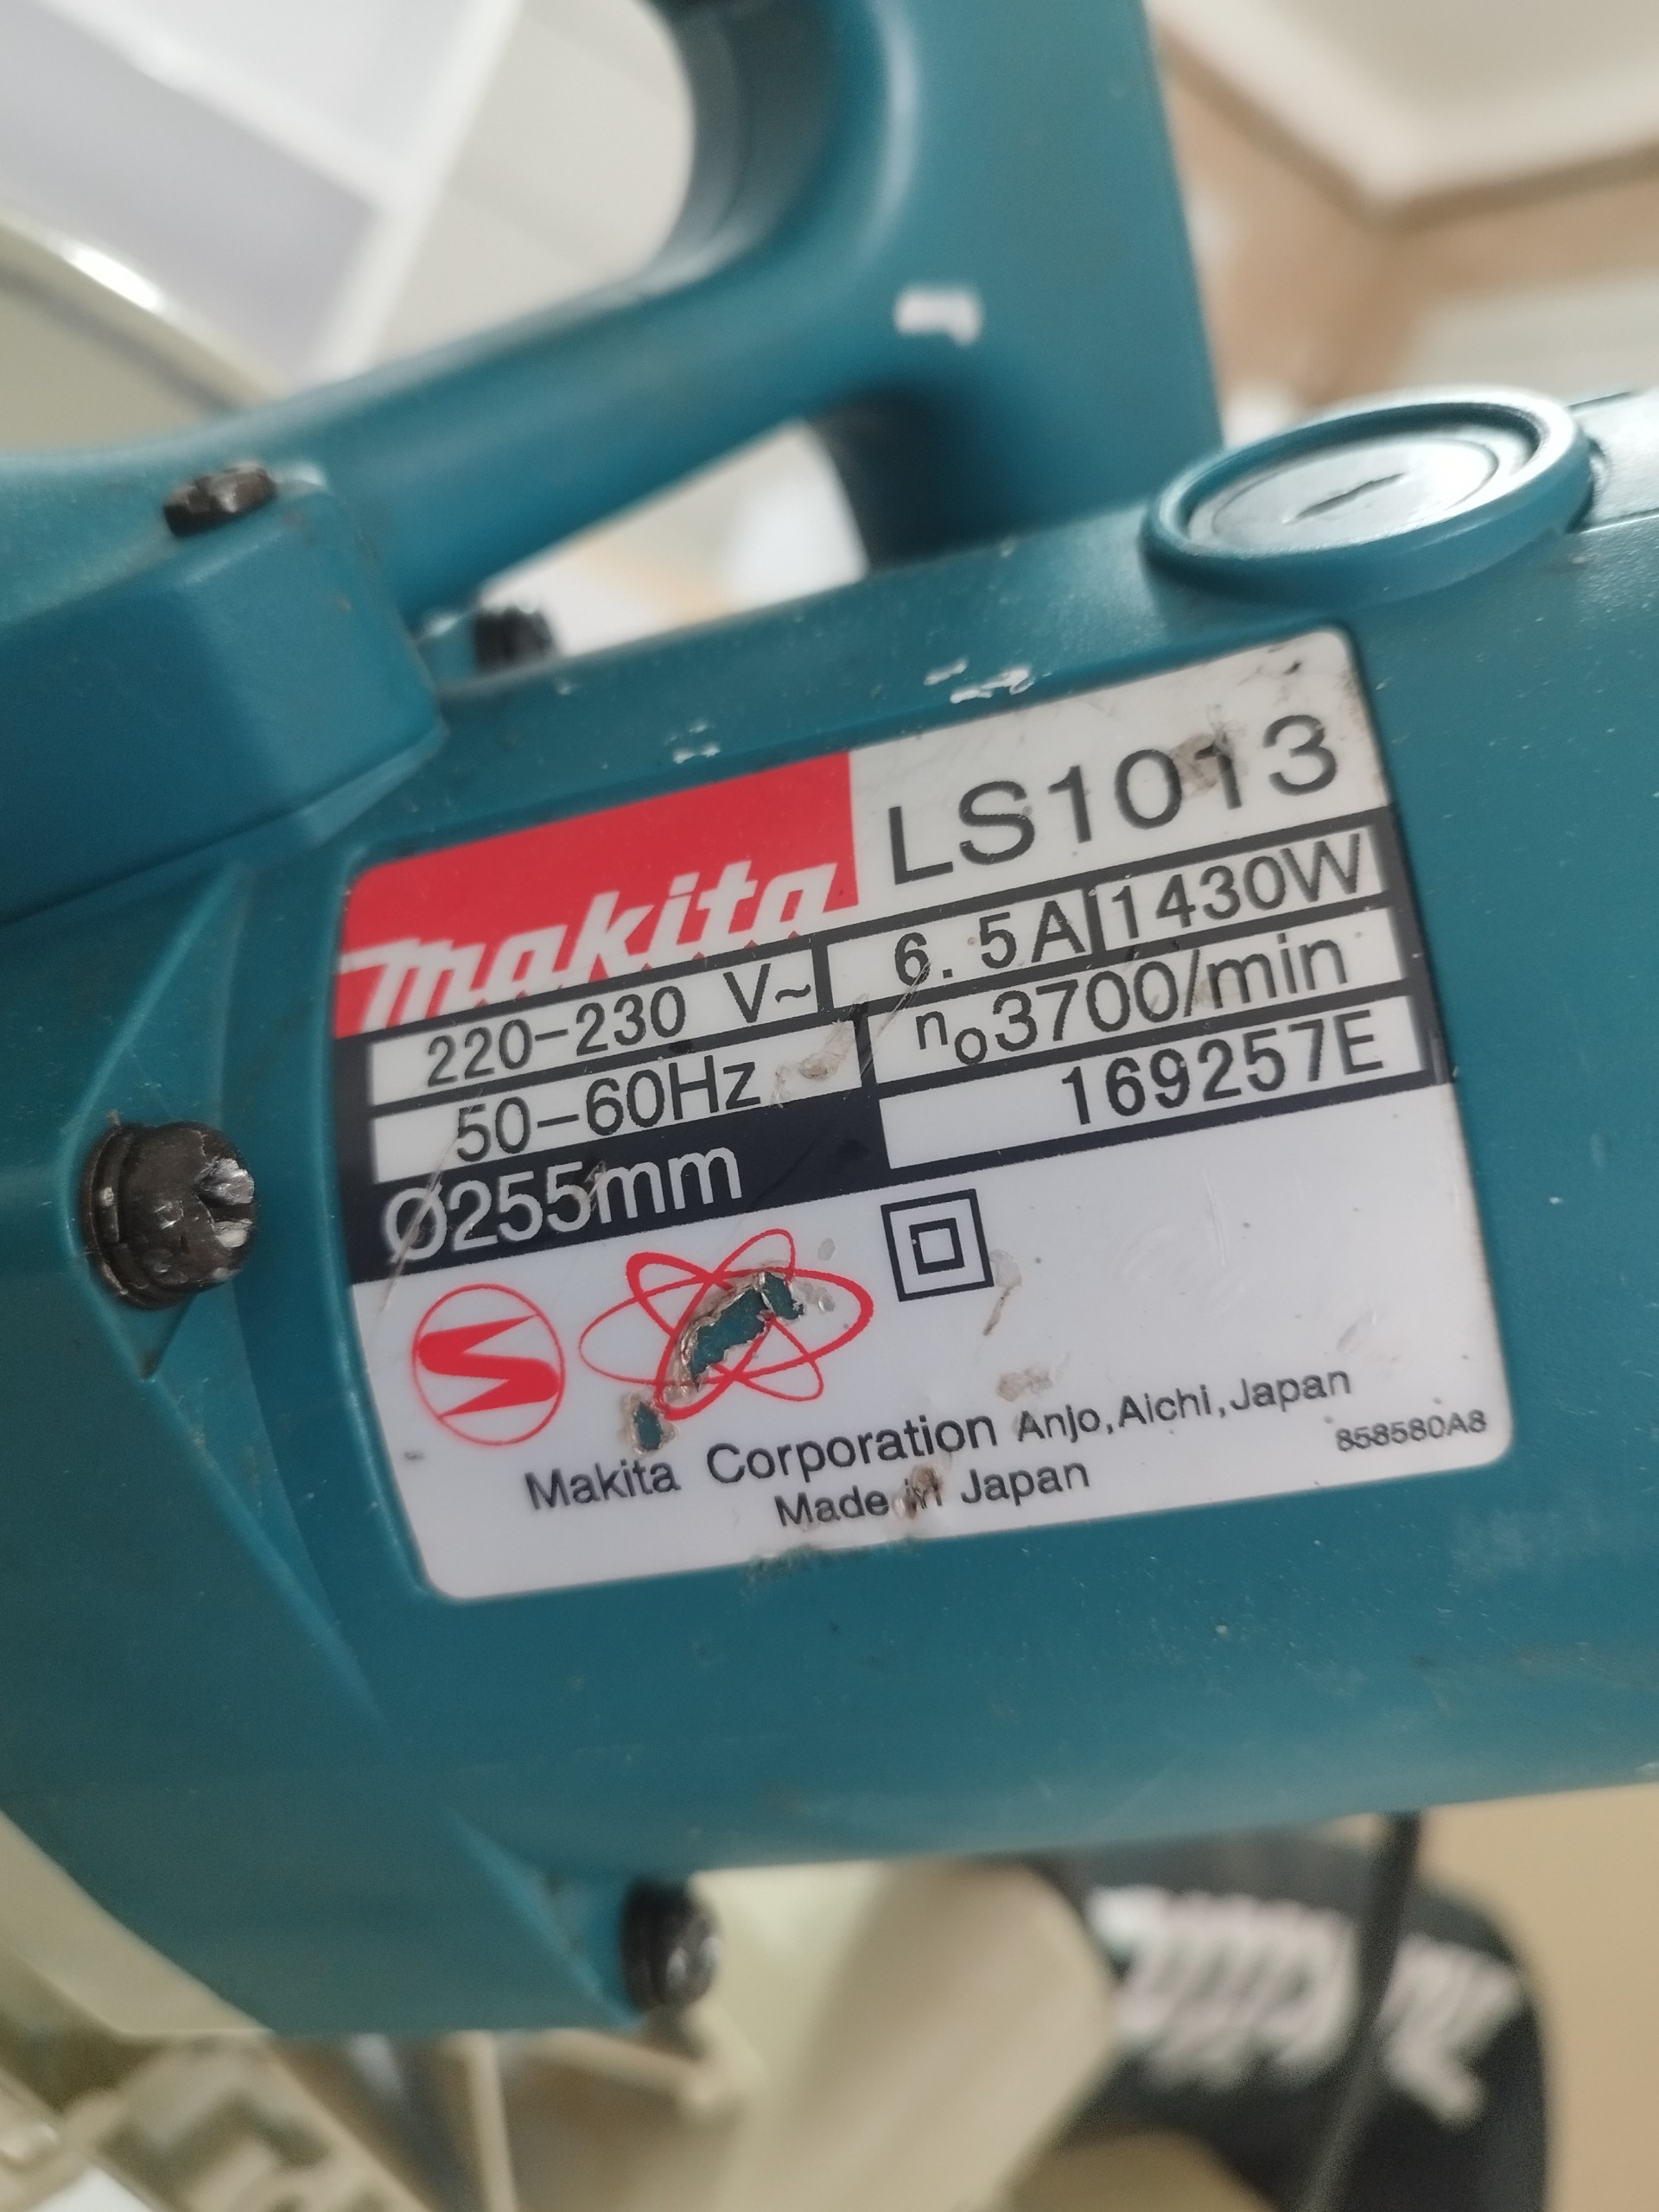 makita LS1013
220-230 V~ 6.5A 1430W
50-60Hz no3700/min
Ø255mm 169257E
Makita Corporation Anjo,Aichi,Japan
Made in Japan 858580A8